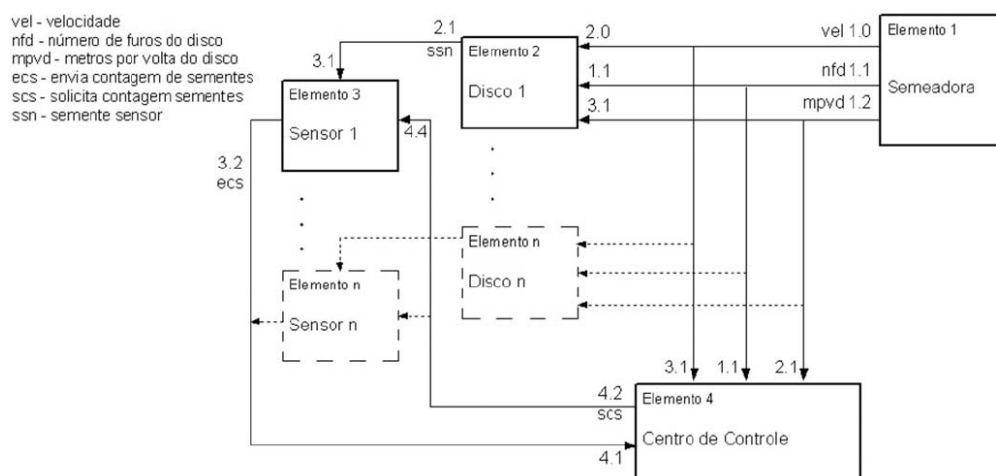 vel - velocidade
nfd - número de furos do disco
mpvd - metros por volta do disco
ecs - envia contagem de sementes
scs - solicita contagem sementes
ssn - semente sensor
2.1
ssn
3.1
Elemento 2
Disco 1
2.0
1.1
3.1
vel 1.0
nfd 1.1
mpvd 1.2
Elemento 1
Semeadora
Elemento 3
Sensor 1
4.4
3.2
ecs
Elemento n
Disco n
Elemento n
Sensor n
3.1
1.1
2.1
4.2
scs
4.1
Elemento 4
Centro de Controle